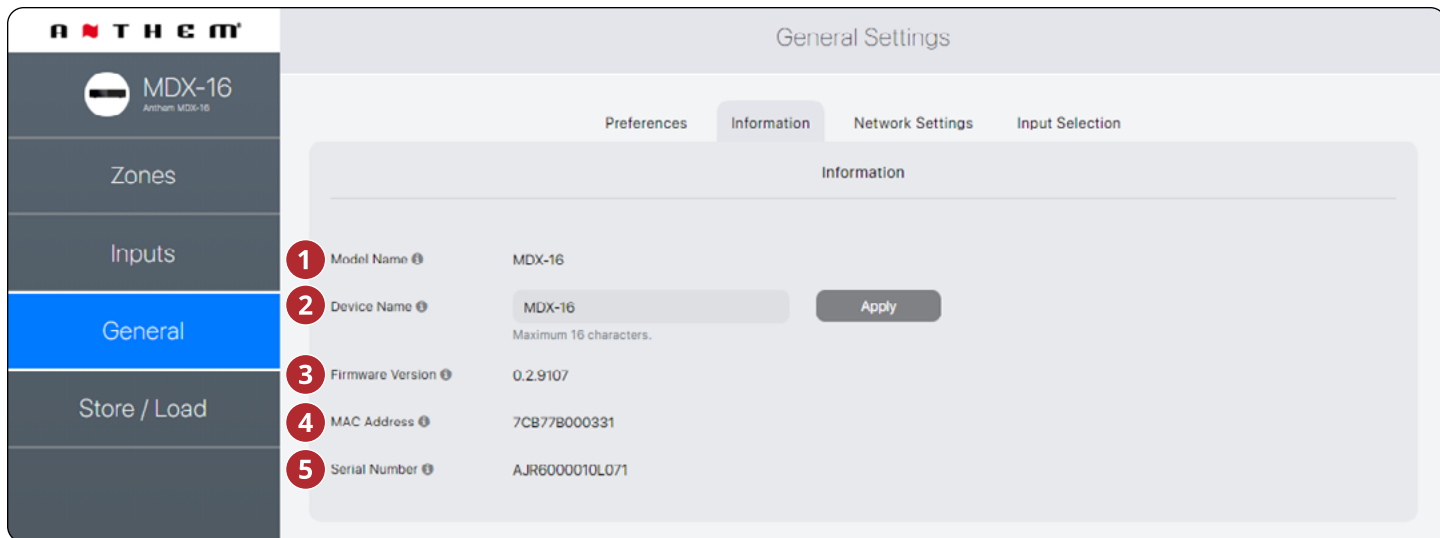 ANTHEM
MDX-16
Anthem MDX-16
Zones
Inputs
General
Store / Load
General Settings
Preferences Information Network Settings Input Selection
Information
1 Model Name MDX-16
2 Device Name MDX-16 Apply
Maximum 16 characters.
3 Firmware Version 0.2.9107
4 MAC Address 7CB77B000331
5 Serial Number AJR6000010L071